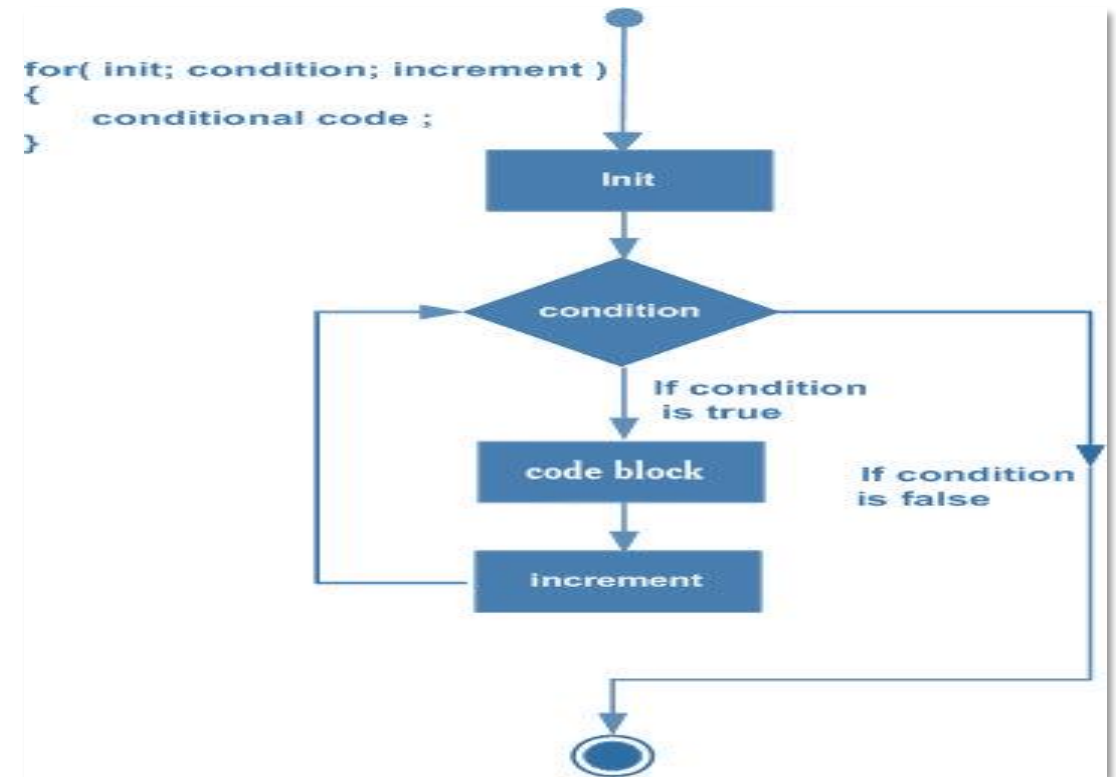 for( init; condition; increment )
{
conditional code ;
}
Init
condition
If condition
is true
code block
If condition
is false
increment